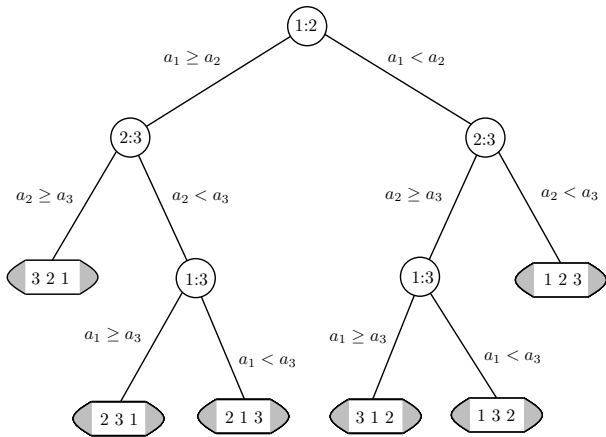 1:2
a₁ ≥ a₂
a₁ < a₂
2:3
2:3
a₂ ≥ a₃
a₂ < a₃
a₂ ≥ a₃
a₂ < a₃
3 2 1
1:3
1:3
1 2 3
a₁ ≥ a₃
a₁ < a₃
a₁ ≥ a₃
a₁ < a₃
2 3 1
2 1 3
3 1 2
1 3 2